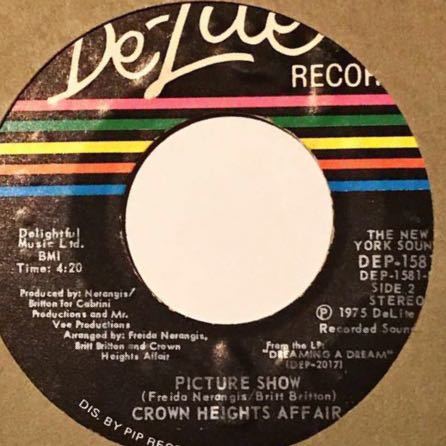 De-Lite
RECOR
Delightful
Music Ltd.
BMI
Time: 4:20
THE NEW
YORK SOUN
DEP-1581
DEP-1581-
SIDE 2
STEREO
Produced by: Nerangis/
Britton for Cabrini
Productions and Mr.
Vee Productions
Arranged by: Freida Nerangis,
Britt Britton and Crown
Heights Affair
Ⓟ 1975 DeLite
Recorded Soun
From the LP:
"DREAMING A DREAM"
(DEP-2017)
PICTURE SHOW
(Freida Nerangis/Britt Britton)
CROWN HEIGHTS AFFAIR
DIS. BY PIP REC